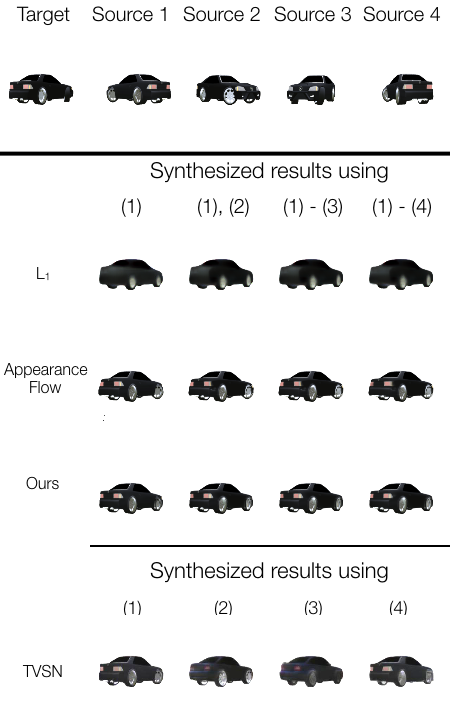 Target Source 1 Source 2 Source 3 Source 4
Synthesized results using
(1) (1), (2) (1) - (3) (1) - (4)
L₁
Appearance
Flow
Ours
Synthesized results using
(1) (2) (3) (4)
TVSN